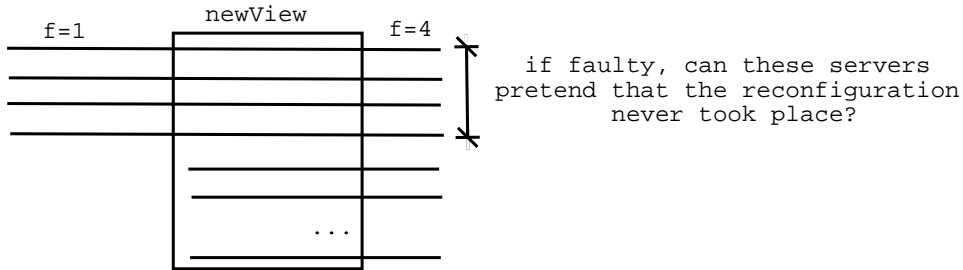 newView
f=1
f=4
if faulty, can these servers
pretend that the reconfiguration
never took place?
...